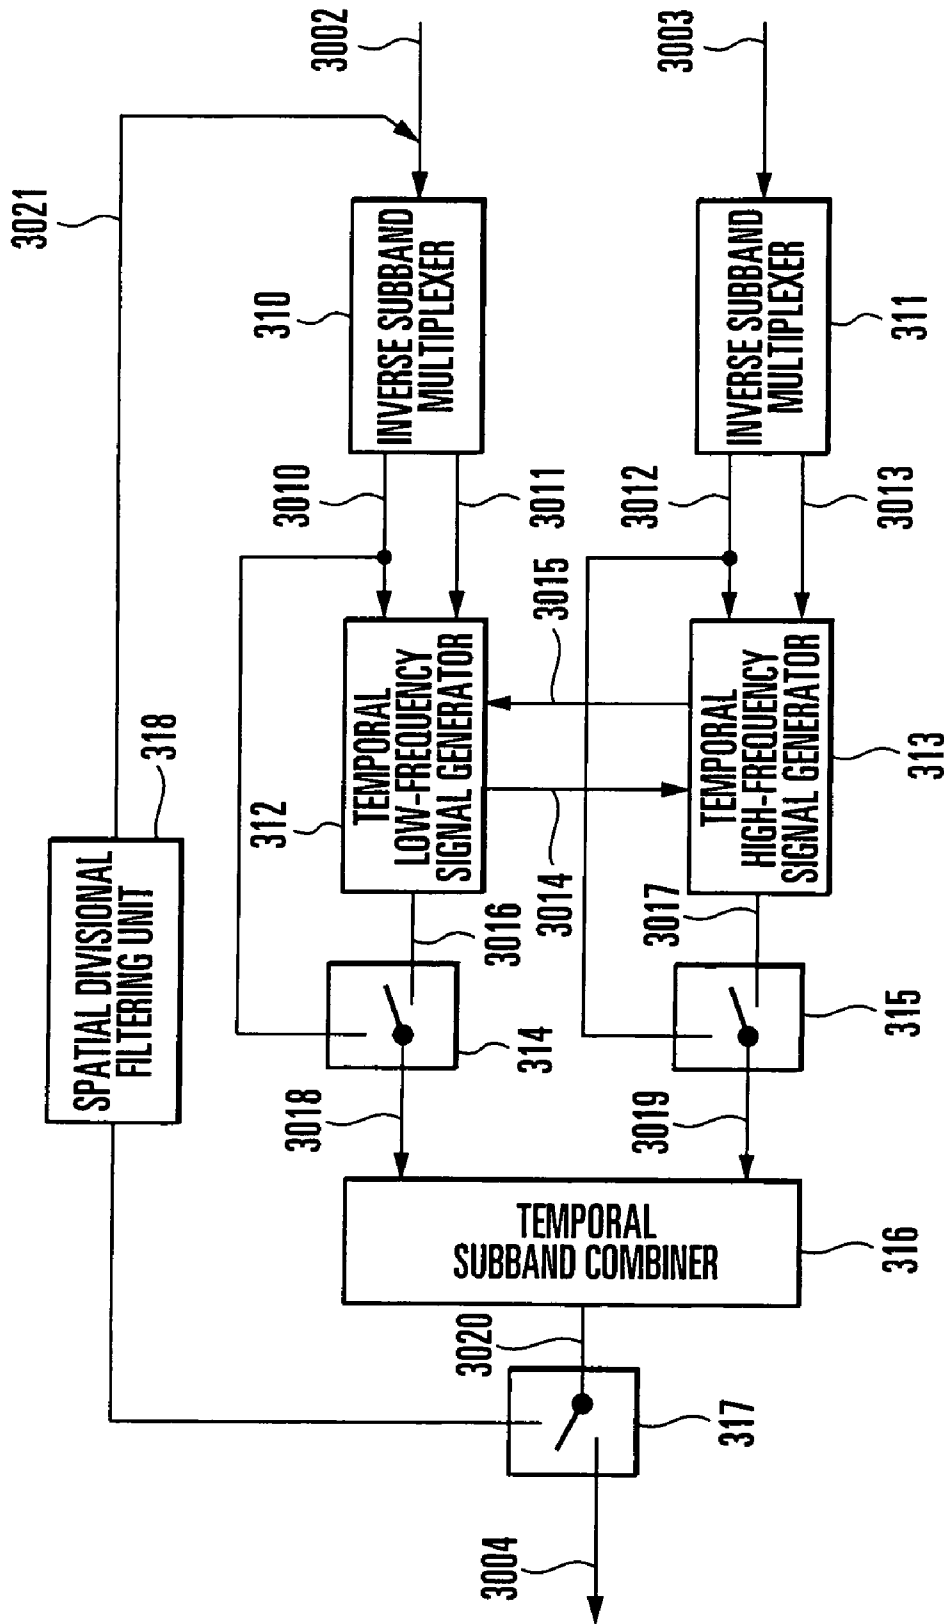 3002
3003
3021
310
INVERSE SUBBAND
MULTIPLEXER
311
INVERSE SUBBAND
MULTIPLEXER
3010
3011
3012
3013
3015
318
SPATIAL DIVISIONAL
FILTERING UNIT
312
TEMPORAL
LOW-FREQUENCY
SIGNAL GENERATOR
313
TEMPORAL
HIGH-FREQUENCY
SIGNAL GENERATOR
3014
3016
3017
314
315
3018
3019
TEMPORAL
SUBBAND COMBINER
316
3020
317
3004